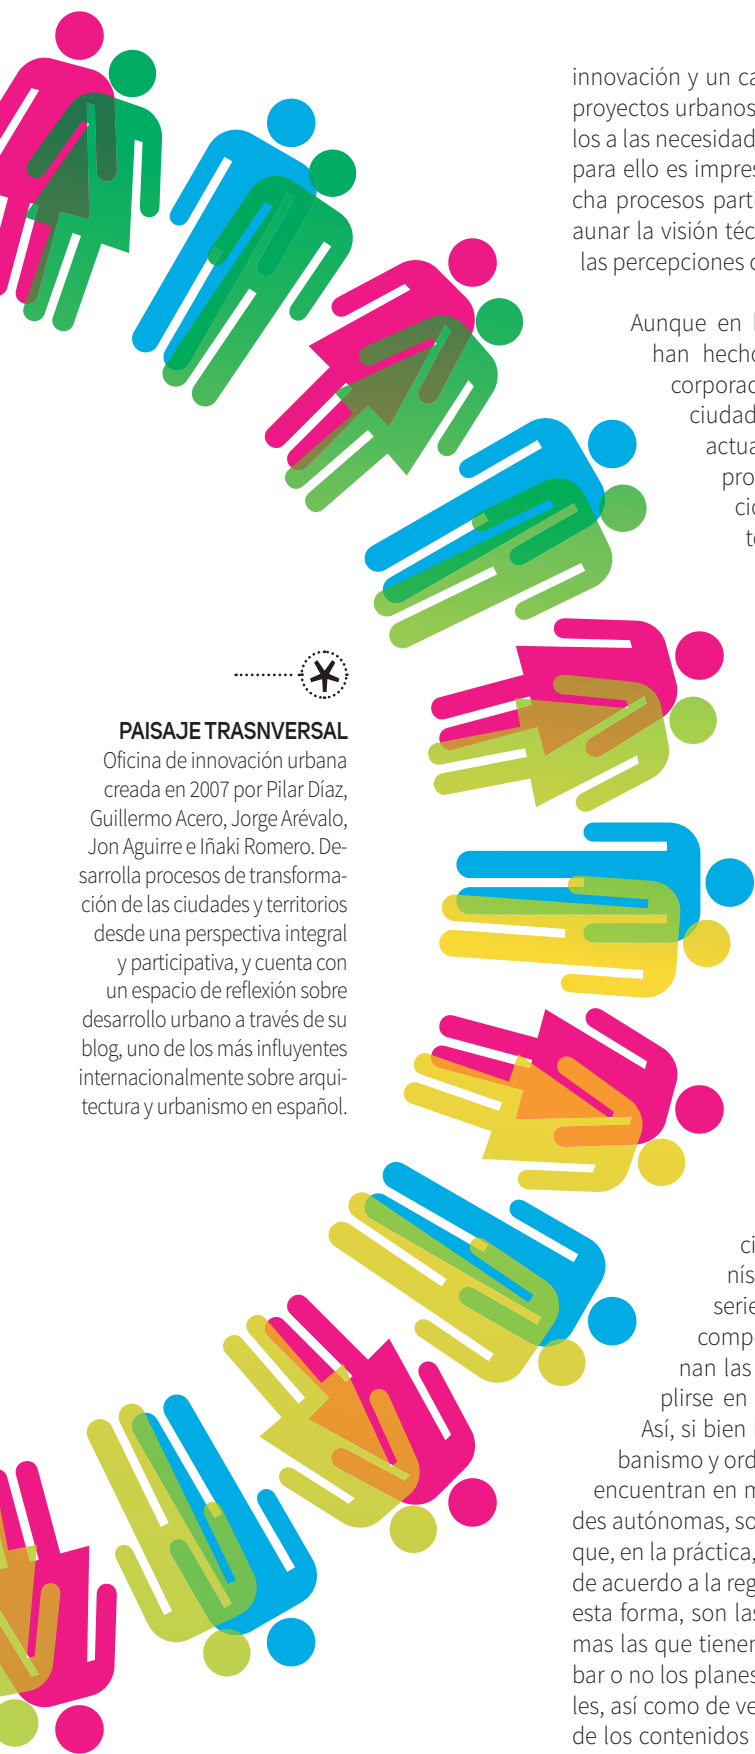 PAISAJE TRASNVERSAL
Oficina de innovación urbana
creada en 2007 por Pilar Díaz,
Guillermo Acero, Jorge Arévalo,
Jon Aguirre e Iñaki Romero. De-
sarrolla procesos de transforma-
ción de las ciudades y territorios
desde una perspectiva integral
y participativa, y cuenta con
un espacio de reflexión sobre
desarrollo urbano a través de su
blog, uno de los más influyentes
internacionalmente sobre arqui-
tectura y urbanismo en español.
innovación y un ca
proyectos urbanos
los a las necesidad
para ello es impres
cha procesos parti
aunar la visión téc
las percepciones
Aunque en
han hecho
corporac
ciudad
actua
pro
cio
te
ci
nís
serie
compe
nan las
plirse en
Así, si bien
banismo y ord
encuentran en m
des autónomas, so
que, en la práctica,
de acuerdo a la reg
esta forma, son las
mas las que tiener
bar o no los planes
les, así como de ve
de los contenidos